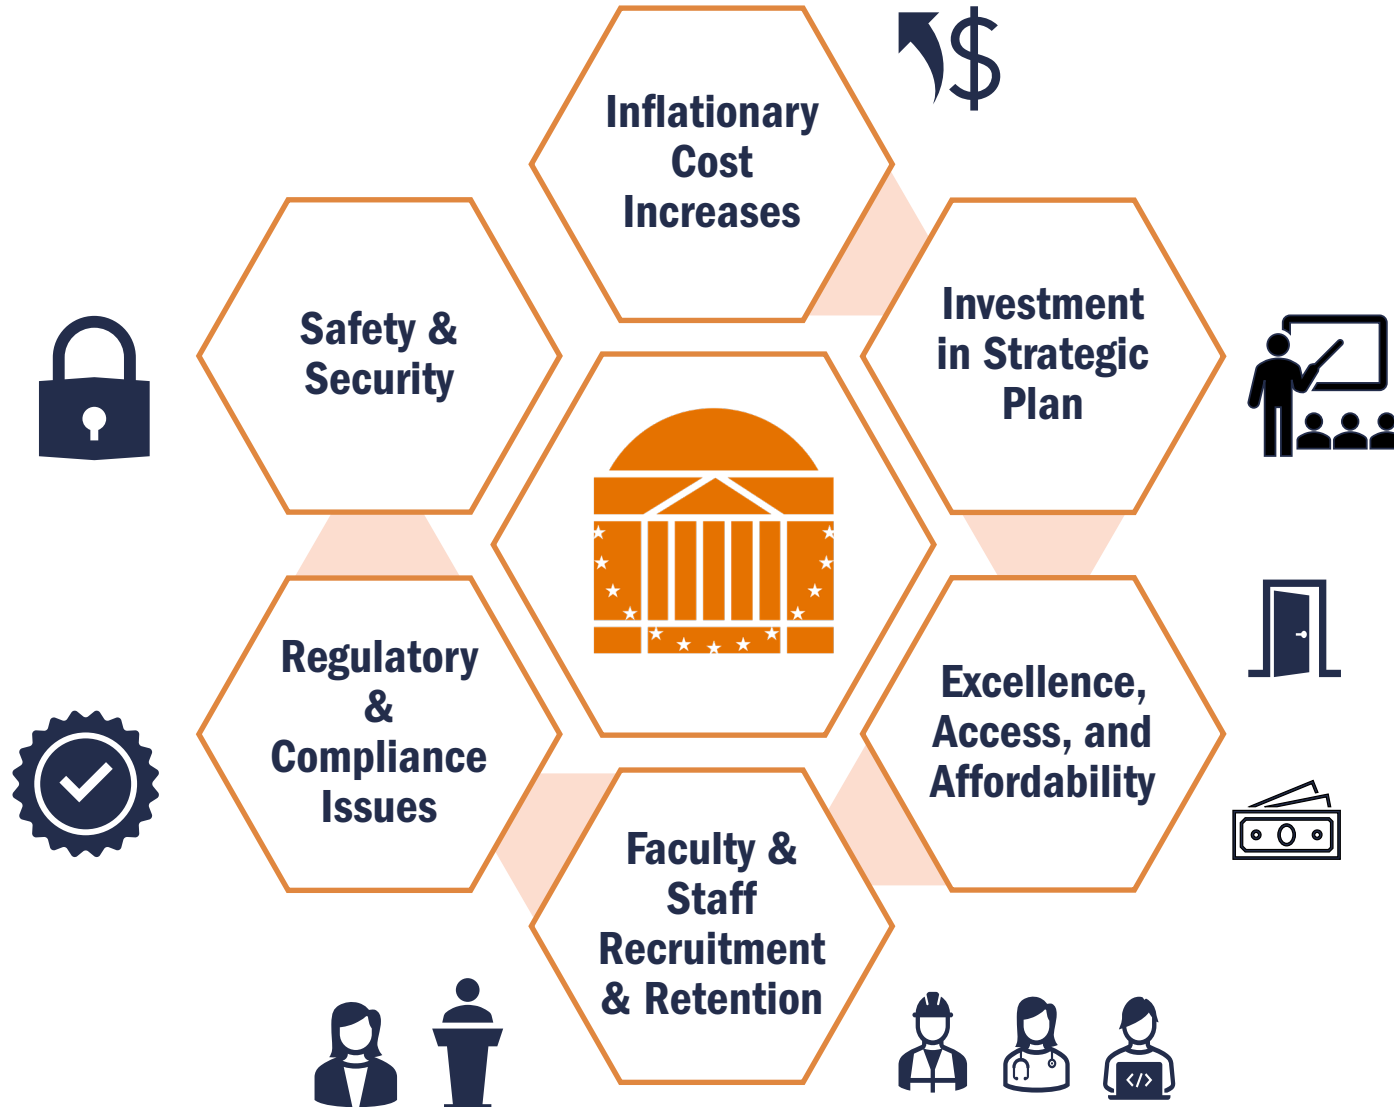 Inflationary
Cost
Increases
$
Investment
in Strategic
Plan
Safety &
Security
Excellence,
Access, and
Affordability
Regulatory
&
Compliance
Issues
Faculty &
Staff
Recruitment
& Retention
</>